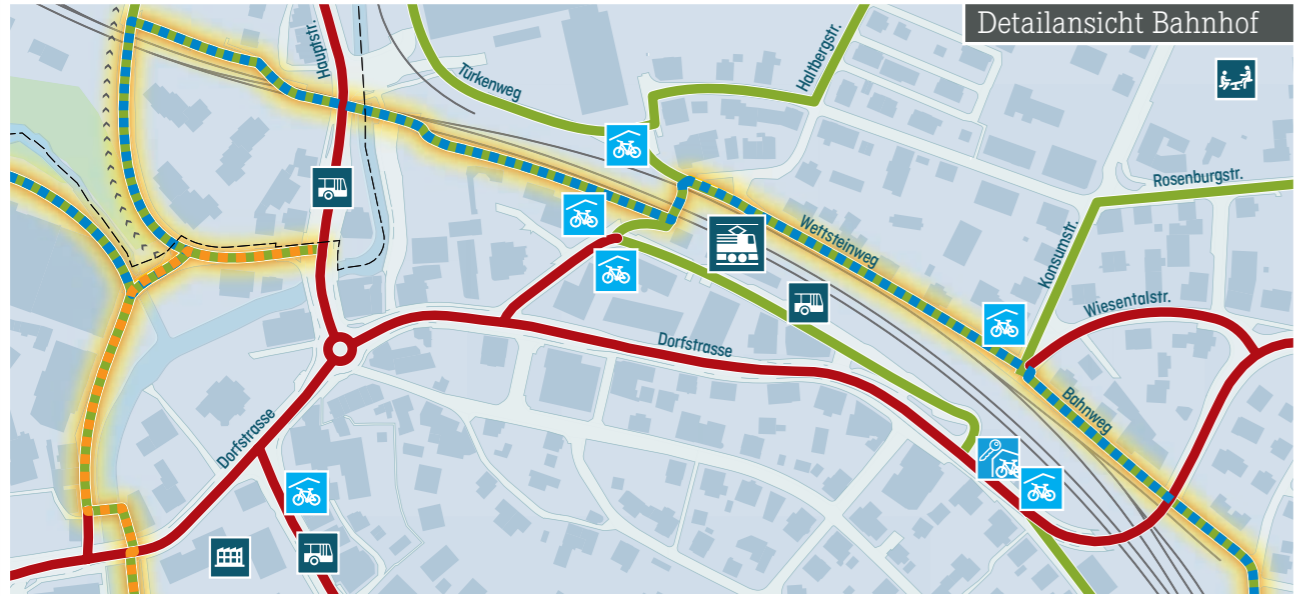 Detailansicht Bahnhof
Hauptstr.
Türkenweg
Haltbergstr.
Rosenburgstr.
Wettsteinweg
Konsumstr.
Wiesentalstr.
Dorfstrasse
Bahnweg
Dorfstrasse